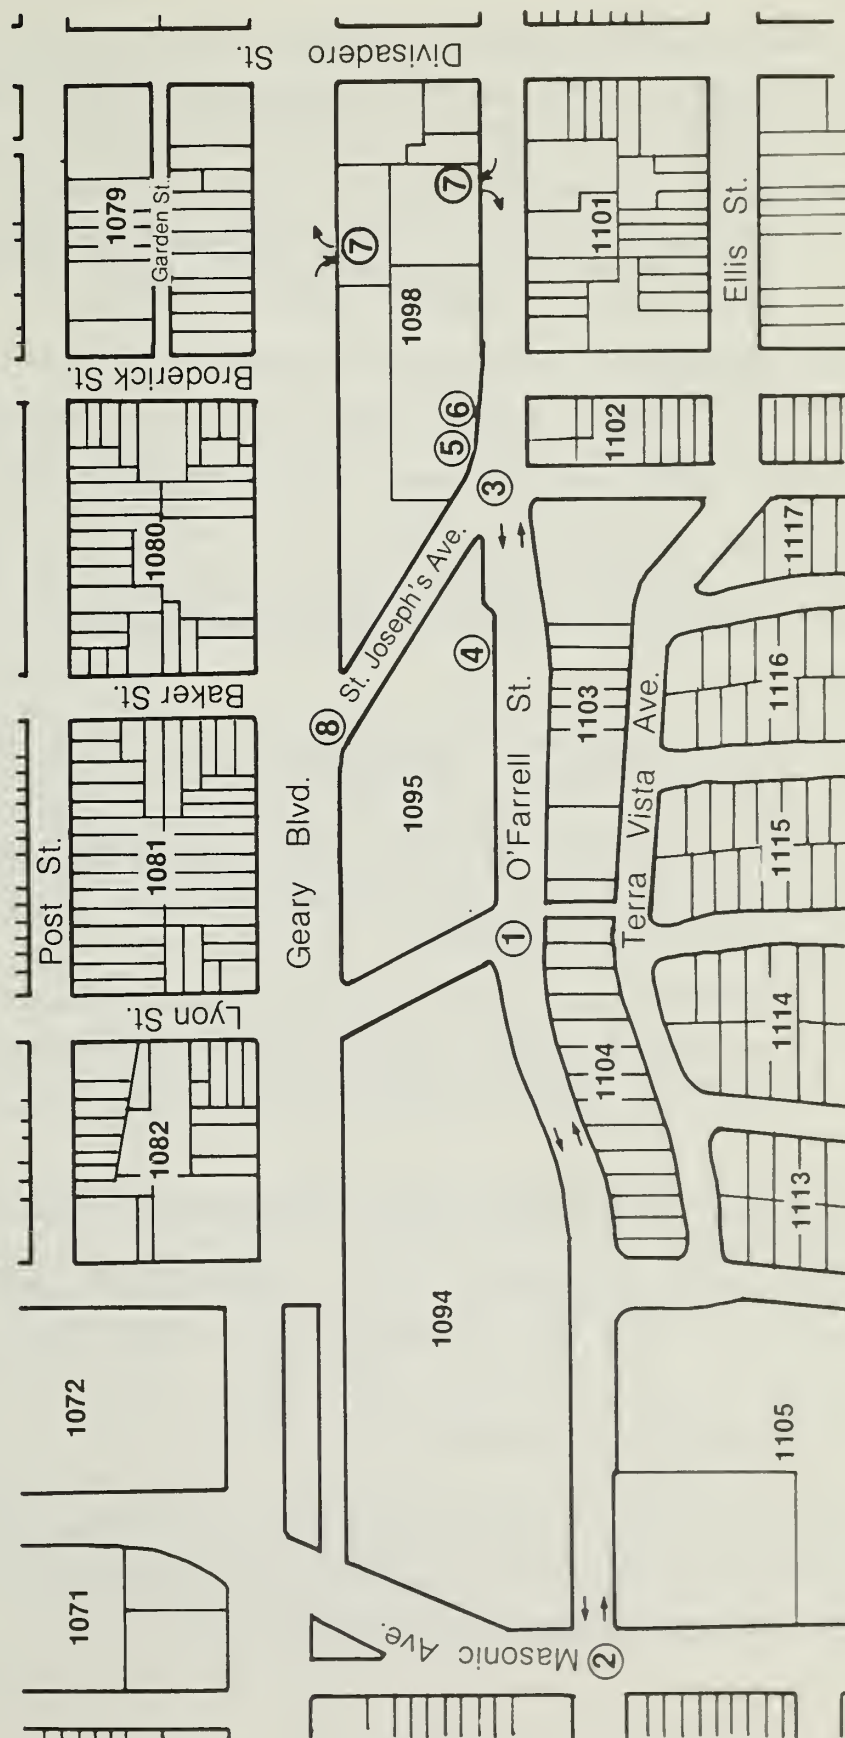 Divisadero St.
1079
Garden St.
7
7
1098
1101
Ellis St.
Broderick St.
6
5
3
1102
1080
St. Joseph's Ave.
1117
Baker St.
8
4
1103
1116
Post St.
1081
Geary Blvd.
1095
O'Farrell St.
Terra Vista Ave.
1115
1
Lyon St.
1082
1104
1114
1113
1094
1072
1105
1071
Masonic Ave.
2